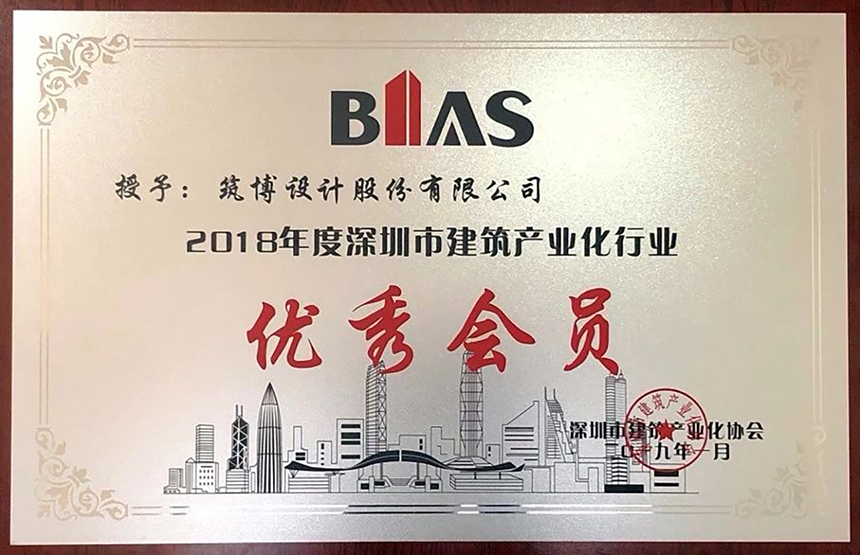 BIAS
授予：筑博设计股份有限公司
2018年度深圳市建筑产业化行业
优秀会员
深圳市建筑产业化协会
〇一九年一月